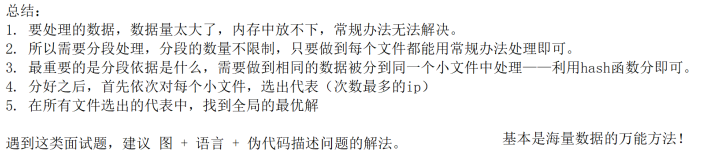 总结：
1. 要处理的数据，数据量太大了，内存中放不下，常规办法无法解决。
2. 所以需要分段处理，分段的数量不限制，只要做到每个文件都能用常规办法处理即可。
3. 最重要的是分段依据是什么，需要做到相同的数据被分到同一个小文件中处理——利用hash函数分即可。
4. 分好之后，首先依次对每个小文件，选出代表（次数最多的ip）
5. 在所有文件选出的代表中，找到全局的最优解
遇到这类面试题，建议 图 + 语言 + 伪代码描述问题的解法。
基本是海量数据的万能方法！